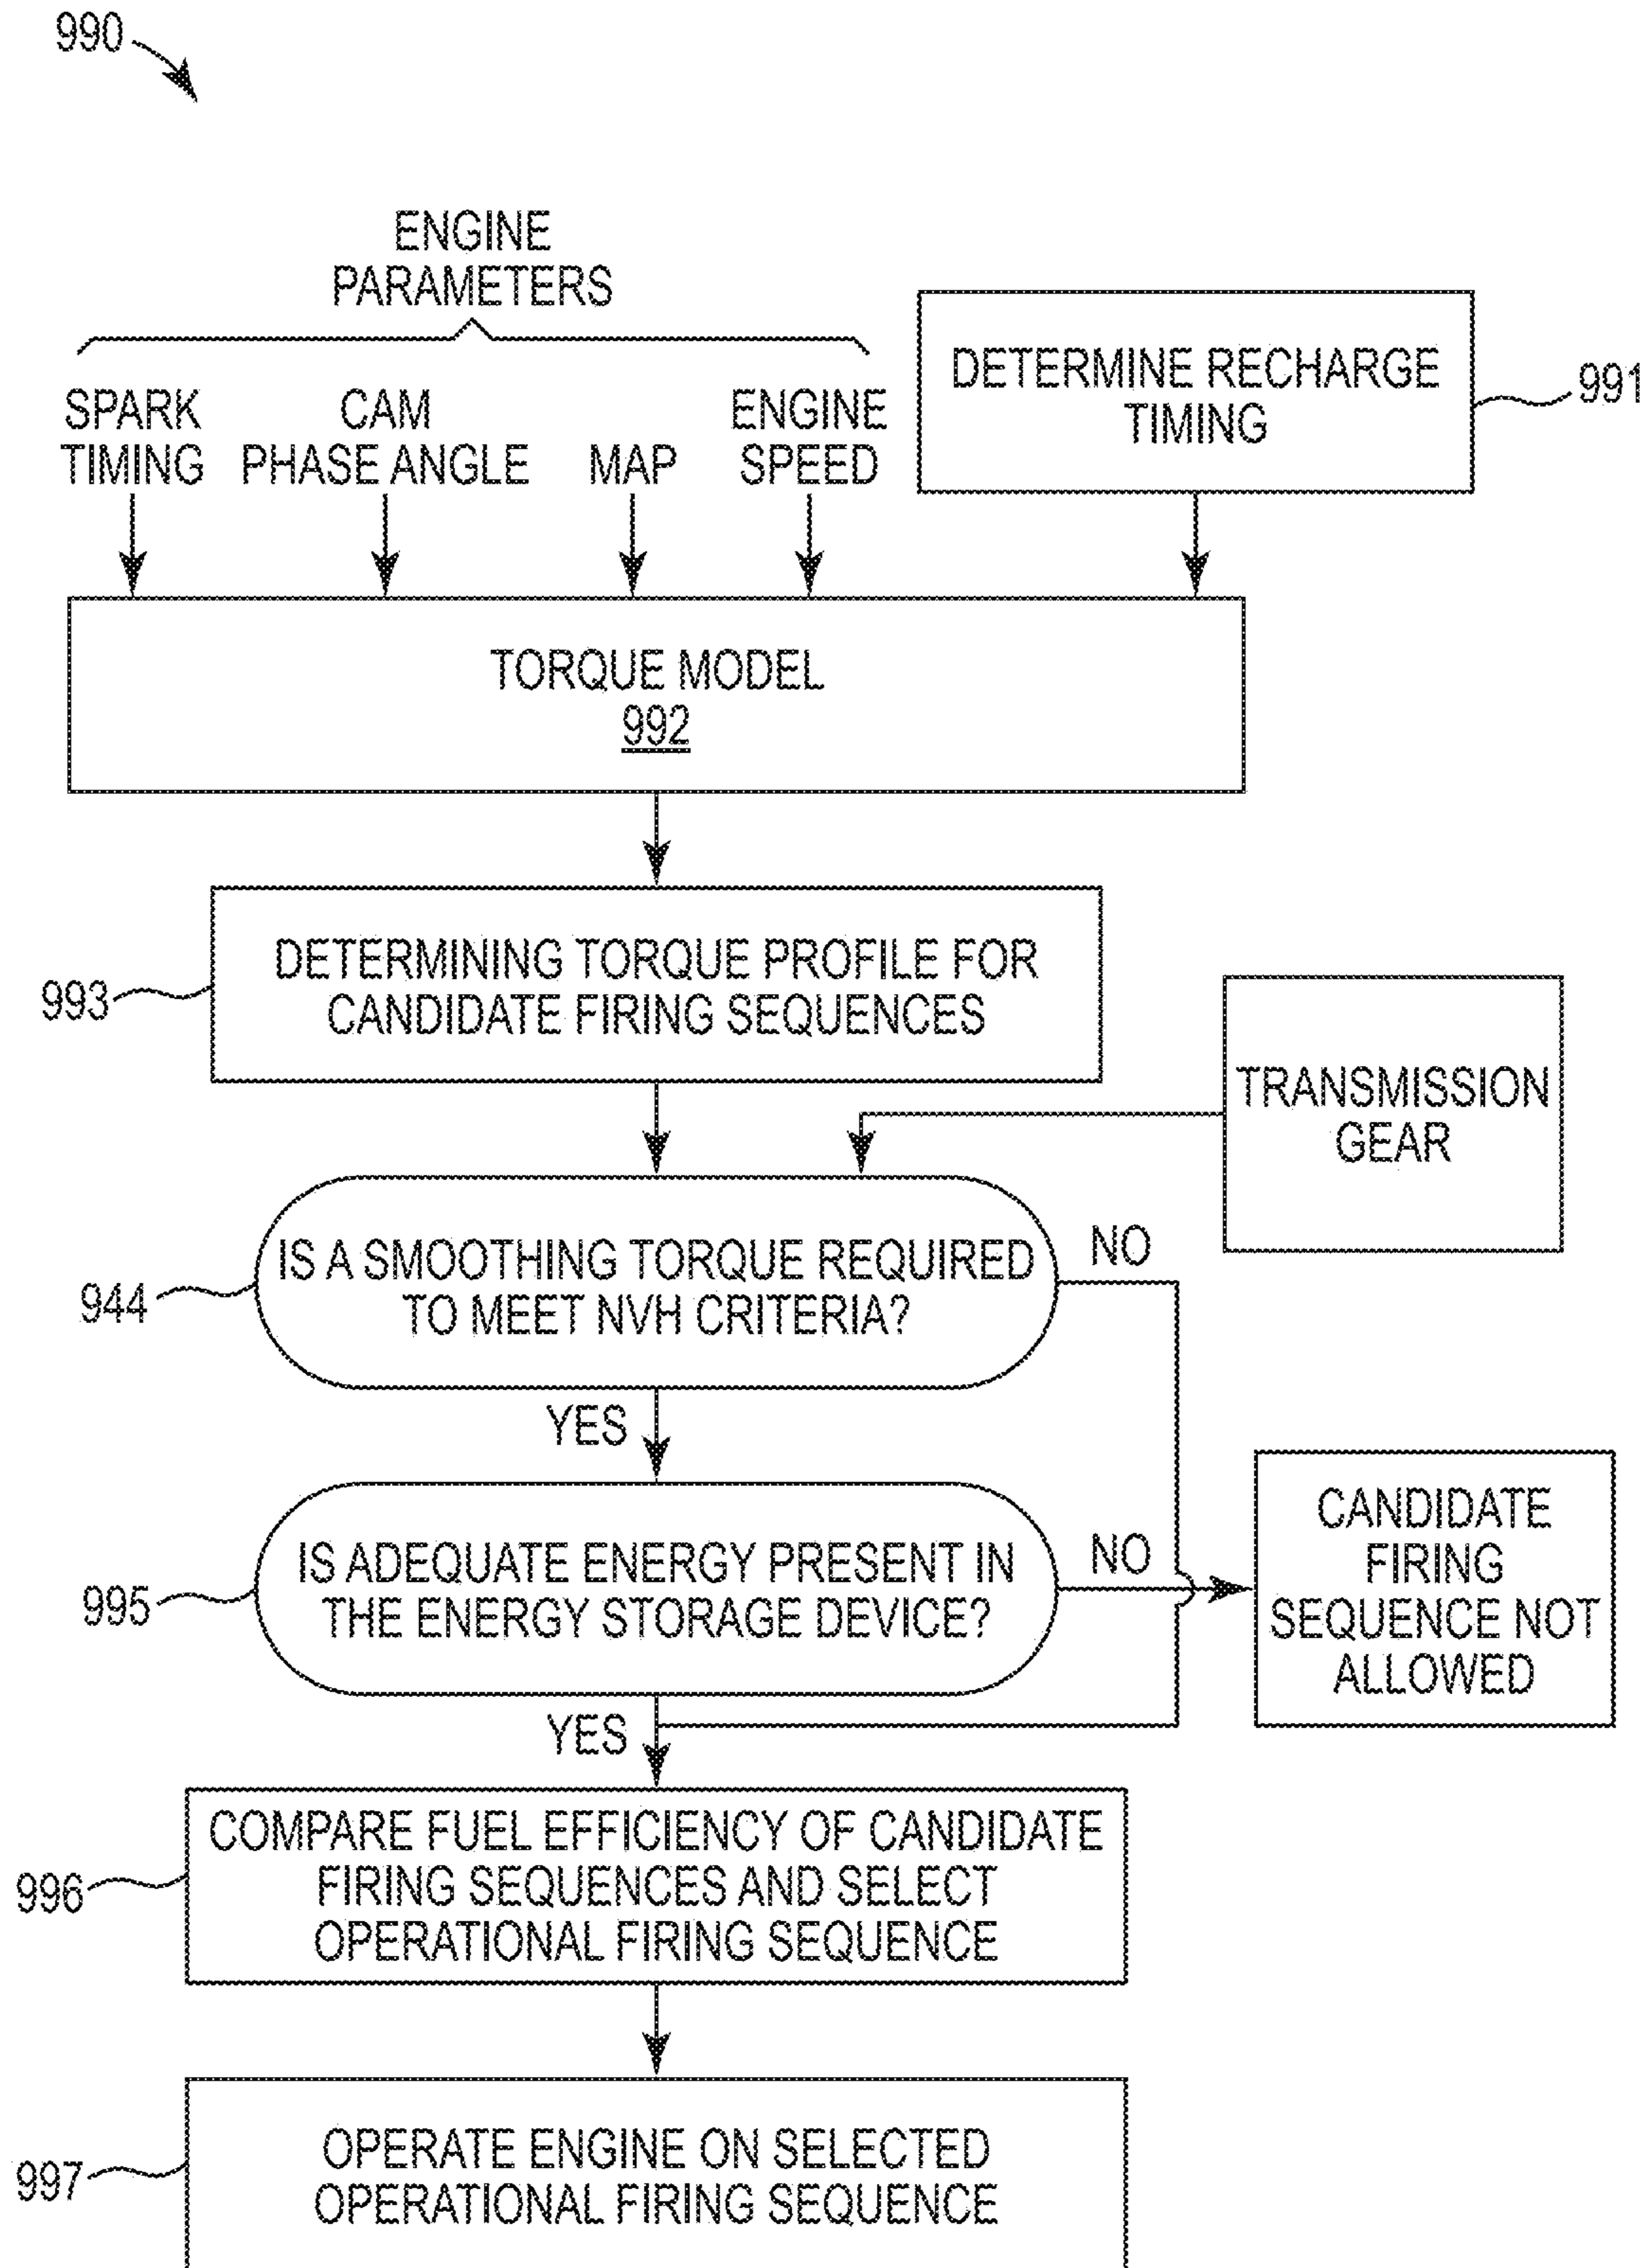 990
ENGINE
PARAMETERS
SPARK
TIMING
CAM
PHASE ANGLE
MAP
ENGINE
SPEED
DETERMINE RECHARGE
TIMING
991
TORQUE MODEL
992
DETERMINING TORQUE PROFILE FOR
CANDIDATE FIRING SEQUENCES
993
TRANSMISSION
GEAR
IS A SMOOTHING TORQUE REQUIRED
TO MEET NVH CRITERIA?
944
NO
YES
IS ADEQUATE ENERGY PRESENT IN
THE ENERGY STORAGE DEVICE?
995
NO
CANDIDATE
FIRING
SEQUENCE NOT
ALLOWED
YES
COMPARE FUEL EFFICIENCY OF CANDIDATE
FIRING SEQUENCES AND SELECT
OPERATIONAL FIRING SEQUENCE
996
OPERATE ENGINE ON SELECTED
OPERATIONAL FIRING SEQUENCE
997